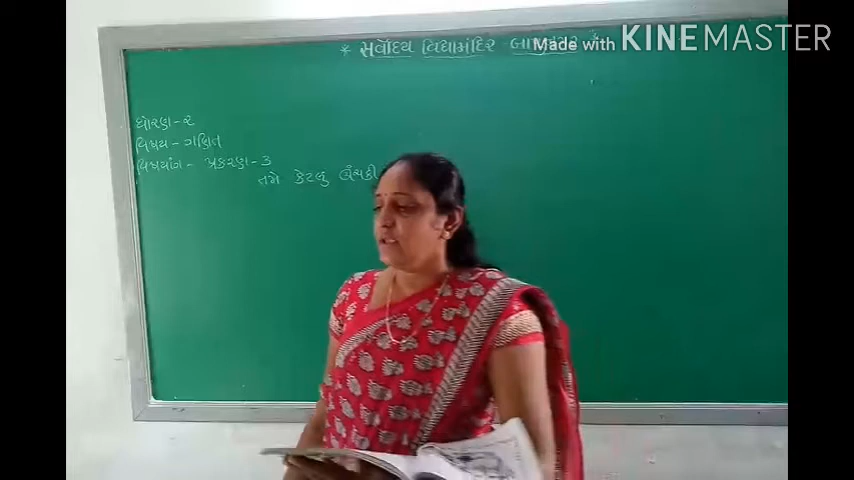 * સર્વોદય વિદ્યામંદિર
Made with KINEMASTER
ધોરણ-૨
વિષય - ગણિત
વિષયાંગ - પ્રકરણ-૩
તમે કેટલું ઊંચકી